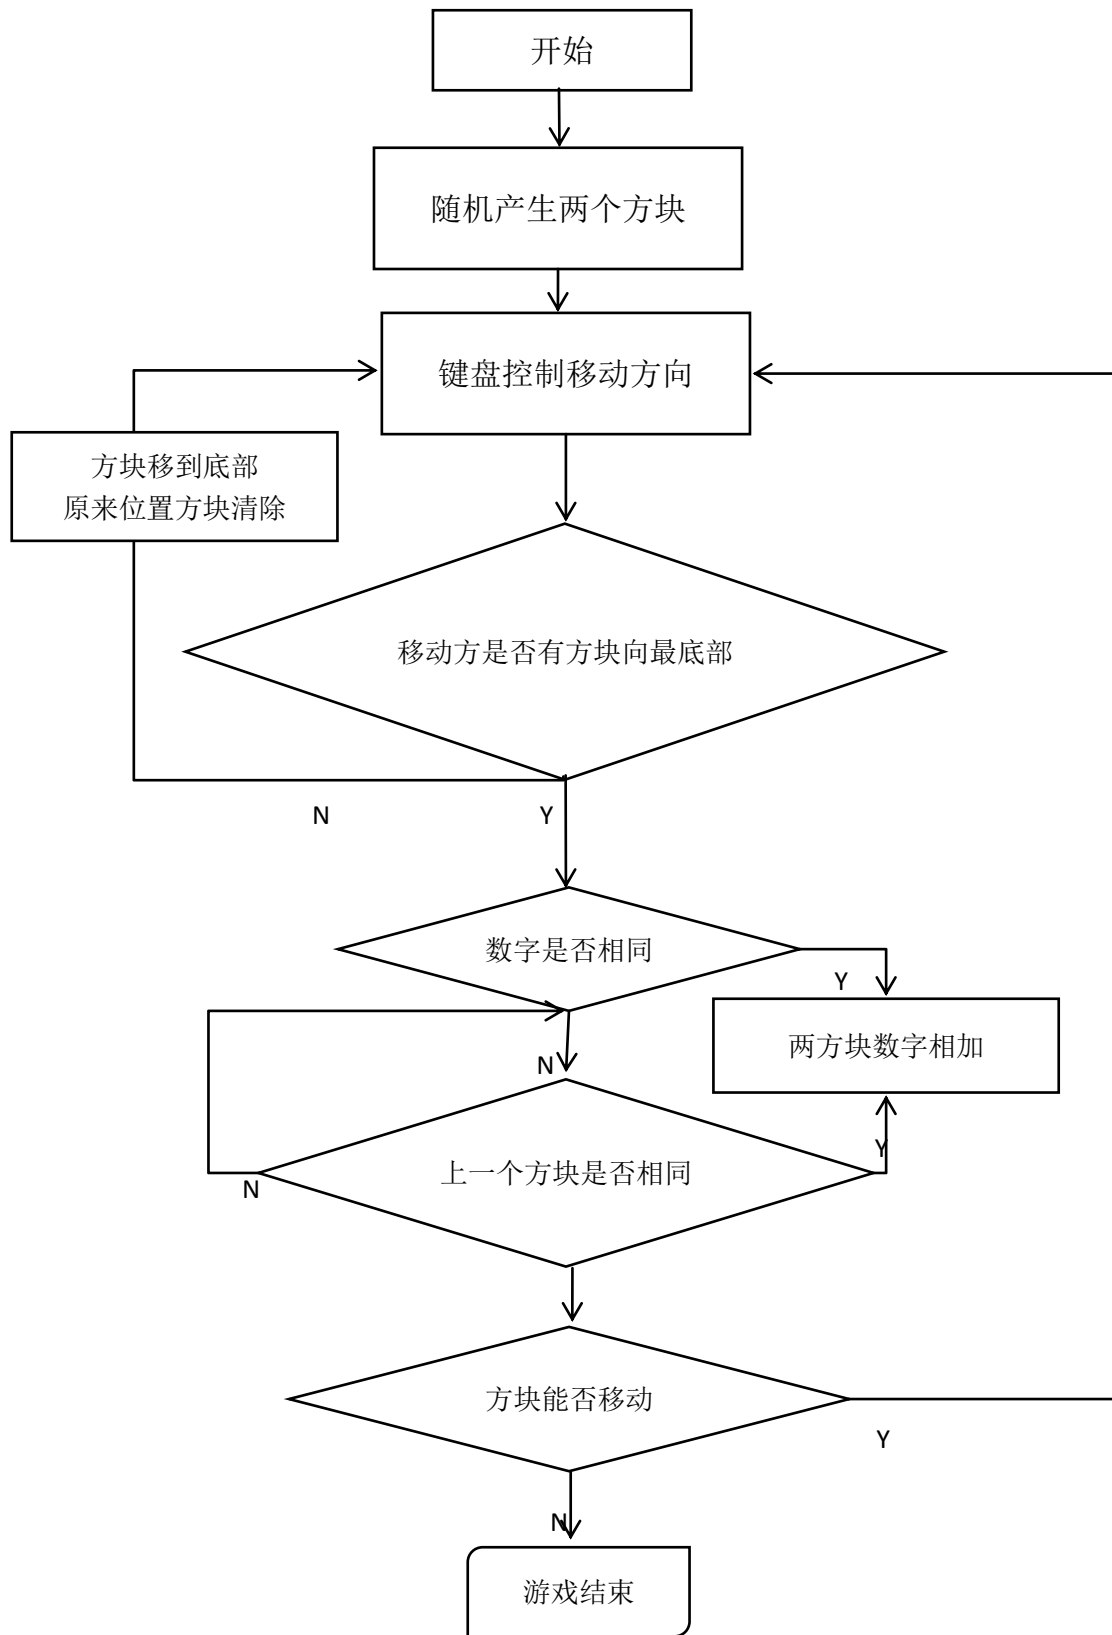 开始
随机产生两个方块
键盘控制移动方向
方块移到底部
原来位置方块清除
移动方是否有方块向最底部
N
Y
数字是否相同
Y
两方块数字相加
N
Y
上一个方块是否相同
N
方块能否移动
Y
N
游戏结束